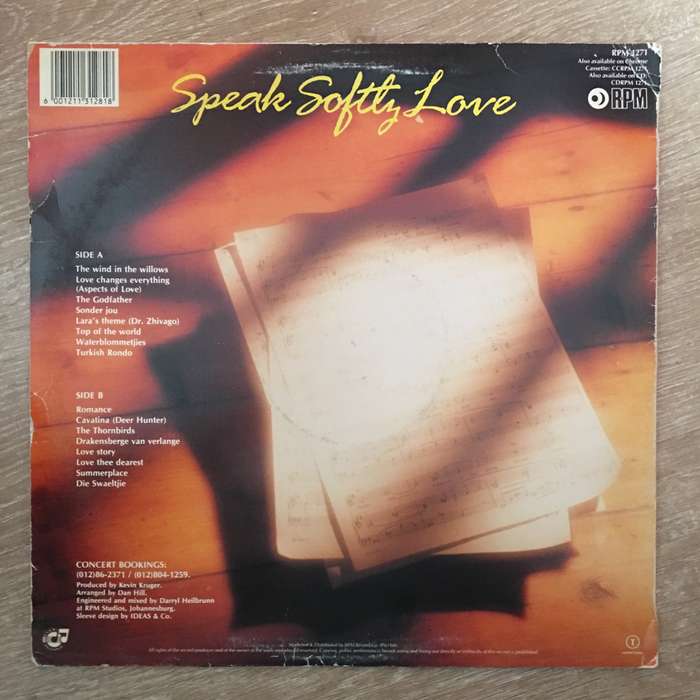 6 001211 312818
RPM 1271
Also available on Chrome
Cassette: CCRPM 1271
Also available on CD:
CDRPM 1271
RPM
Speak Softly Love
SIDE A
The wind in the willows
Love changes everything
(Aspects of Love)
The Godfather
Sonder jou
Lara's theme (Dr. Zhivago)
Top of the world
Waterblommetjies
Turkish Rondo
SIDE B
Romance
Cavatina (Deer Hunter)
The Thornbirds
Drakensberge van verlange
Love story
Love thee dearest
Summerplace
Die Swaeltjie
CONCERT BOOKINGS:
(012)86-2371 / (012)804-1259.
Produced by Kevin Kruger.
Arranged by Dan Hill.
Engineered and mixed by Darryl Heilbrunn
at RPM Studios, Johannesburg.
Sleeve design by IDEAS & Co.